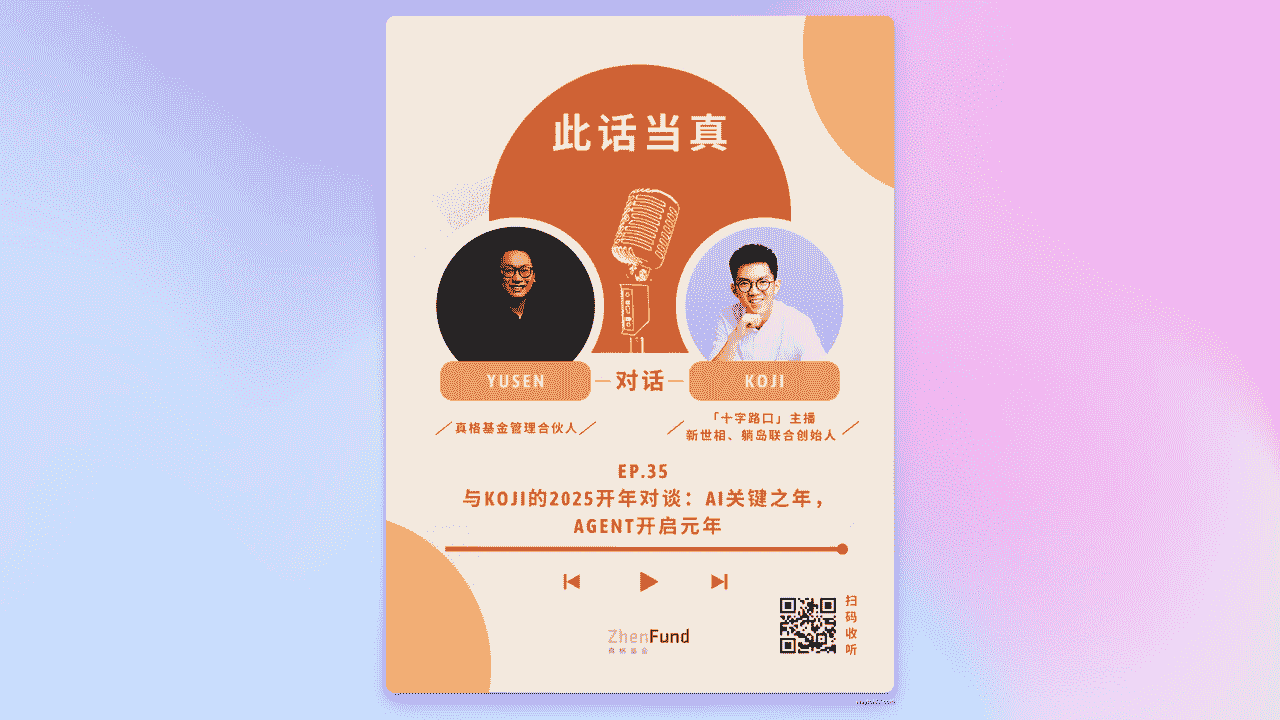 此话当真
YUSEN
对话
KOJI
真格基金管理合伙人
「十字路口」主播
新世相、躺岛联合创始人
EP.35
与KOJI的2025开年对谈：AI关键之年，
AGENT开启元年
ZhenFund
真格基金
扫码收听